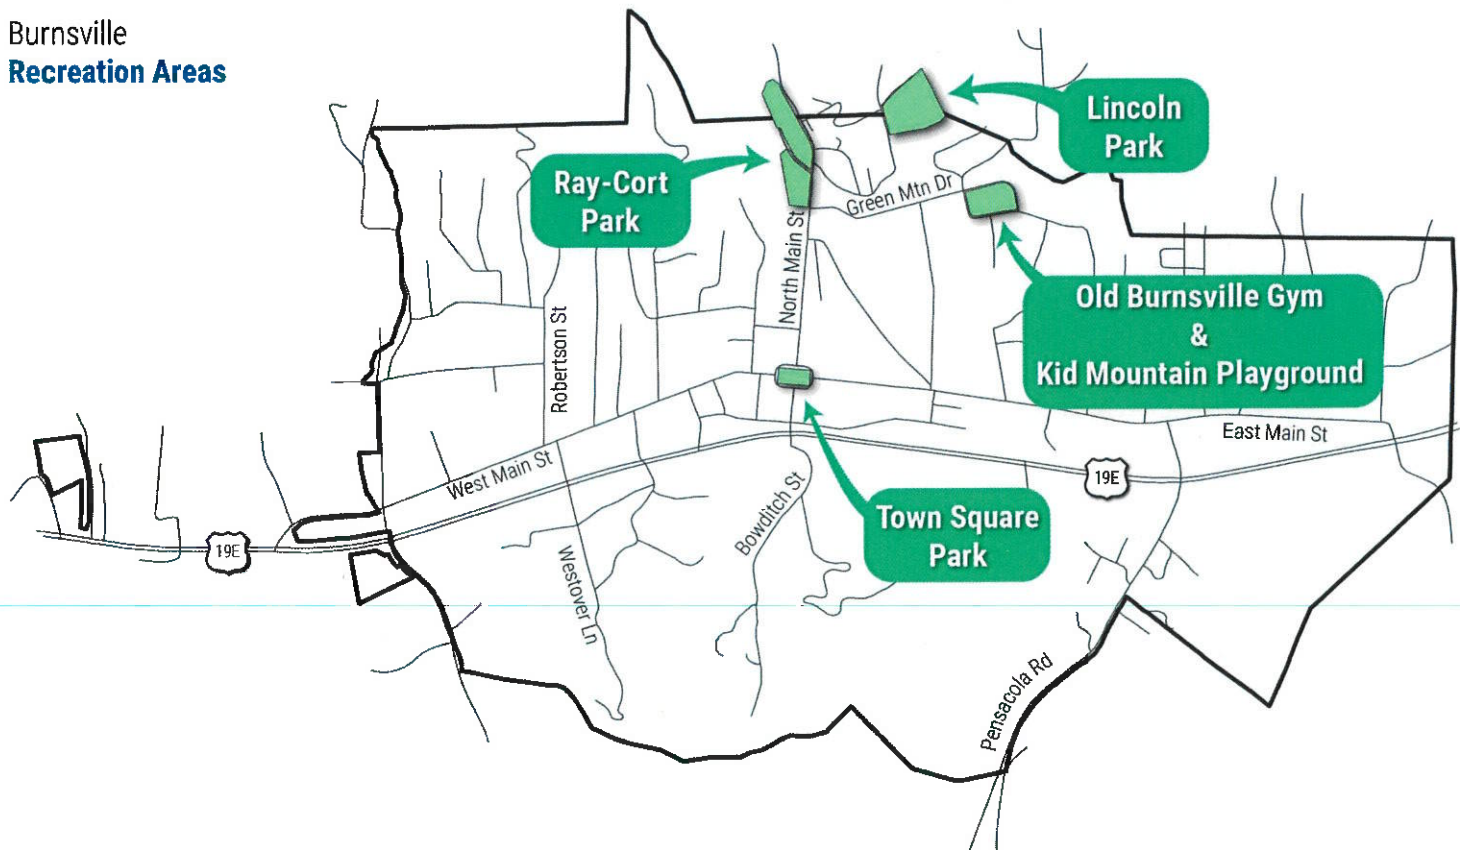 Burnsville
Recreation Areas
Lincoln
Park
Ray-Cort
Park
Green Mtn Dr
North Main St
Old Burnsville Gym
&
Kid Mountain Playground
Robertson St
East Main St
West Main St
19E
Bowditch St
Town Square
Park
19E
Westover Ln
Pensacola Rd